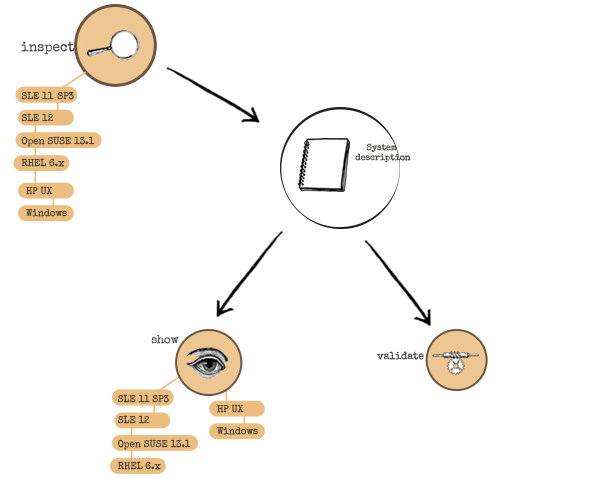 inspect
SLE 11 SP3
SLE 12
Open SUSE 13.1
RHEL 6.x
HP UX
Windows
System
description
show
SLE 11 SP3
SLE 12
Open SUSE 13.1
RHEL 6.x
HP UX
Windows
validate